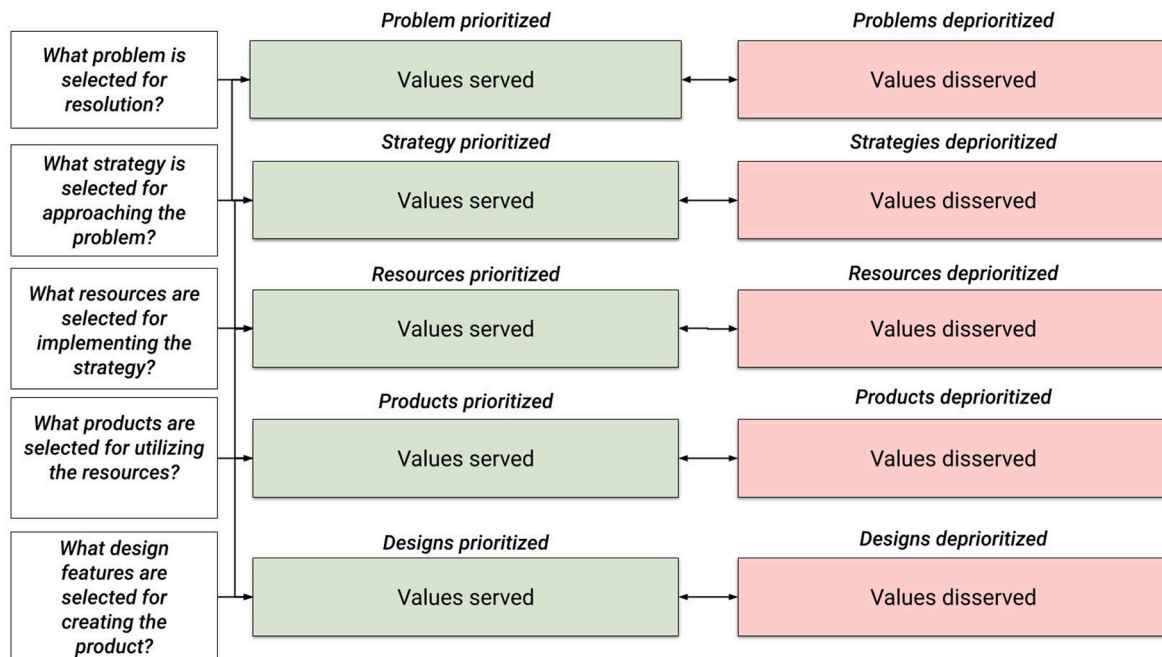 Problem prioritized
Problems deprioritized
What problem is
selected for
resolution?
Values served
Values disserved
Strategy prioritized
Strategies deprioritized
What strategy is
selected for
approaching the
problem?
Values served
Values disserved
Resources prioritized
Resources deprioritized
What resources are
selected for
implementing the
strategy?
Values served
Values disserved
Products prioritized
Products deprioritized
What products are
selected for utilizing
the resources?
Values served
Values disserved
Designs prioritized
Designs deprioritized
What design
features are
selected for
creating the
product?
Values served
Values disserved